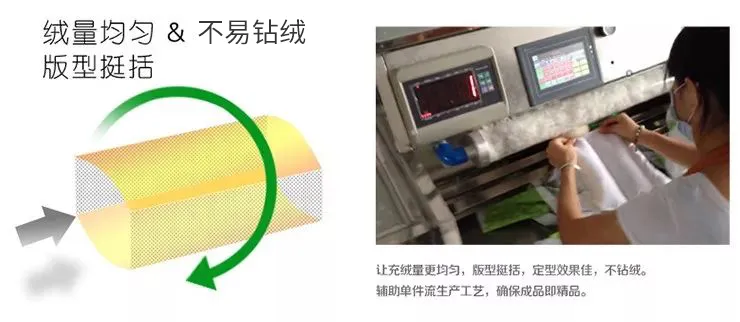 绒量均匀 & 不易钻绒
版型挺括
让充绒量更均匀，版型挺括，定型效果佳，不钻绒。
辅助单件流生产工艺，确保成品即精品。